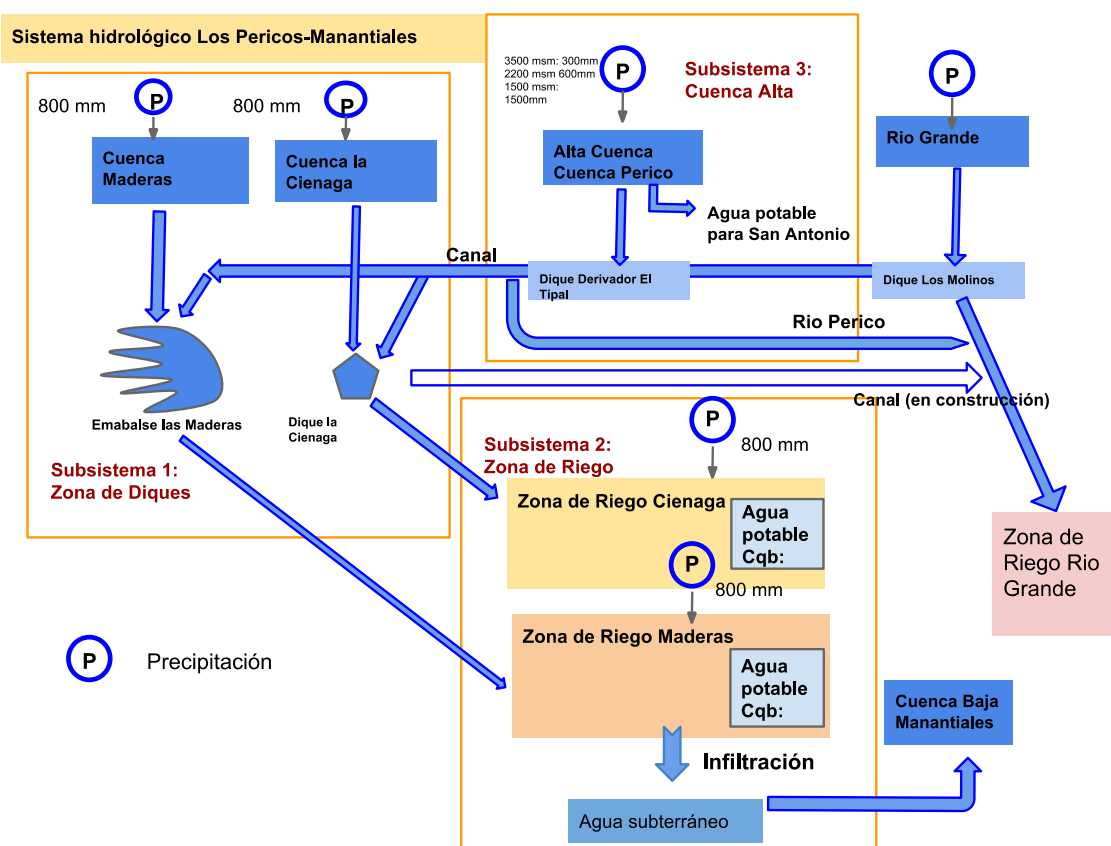 Sistema hidrológico Los Pericos-Manantiales
3500 msm: 300mm
2200 msm 600mm
1500 msm:
1500mm
P
Subsistema 3:
Cuenca Alta
P
800 mm
P
800 mm
P
Cuenca
Maderas
Cuenca la
Cienaga
Alta Cuenca
Cuenca Perico
Rio Grande
Agua potable
para San Antonio
Canal
Dique Derivador El
Tipal
Dique Los Molinos
Rio Perico
Canal (en construcción)
Emabalse las Maderas
Dique la
Cienaga
Subsistema 1:
Zona de Diques
Subsistema 2:
Zona de Riego
P
800 mm
Zona de Riego Cienaga
Agua
potable
Cqb:
P
800 mm
Zona de Riego Rio
Grande
Zona de Riego Maderas
Agua
potable
Cqb:
P
Precipitación
Cuenca Baja
Manantiales
Infiltración
Agua subterráneo